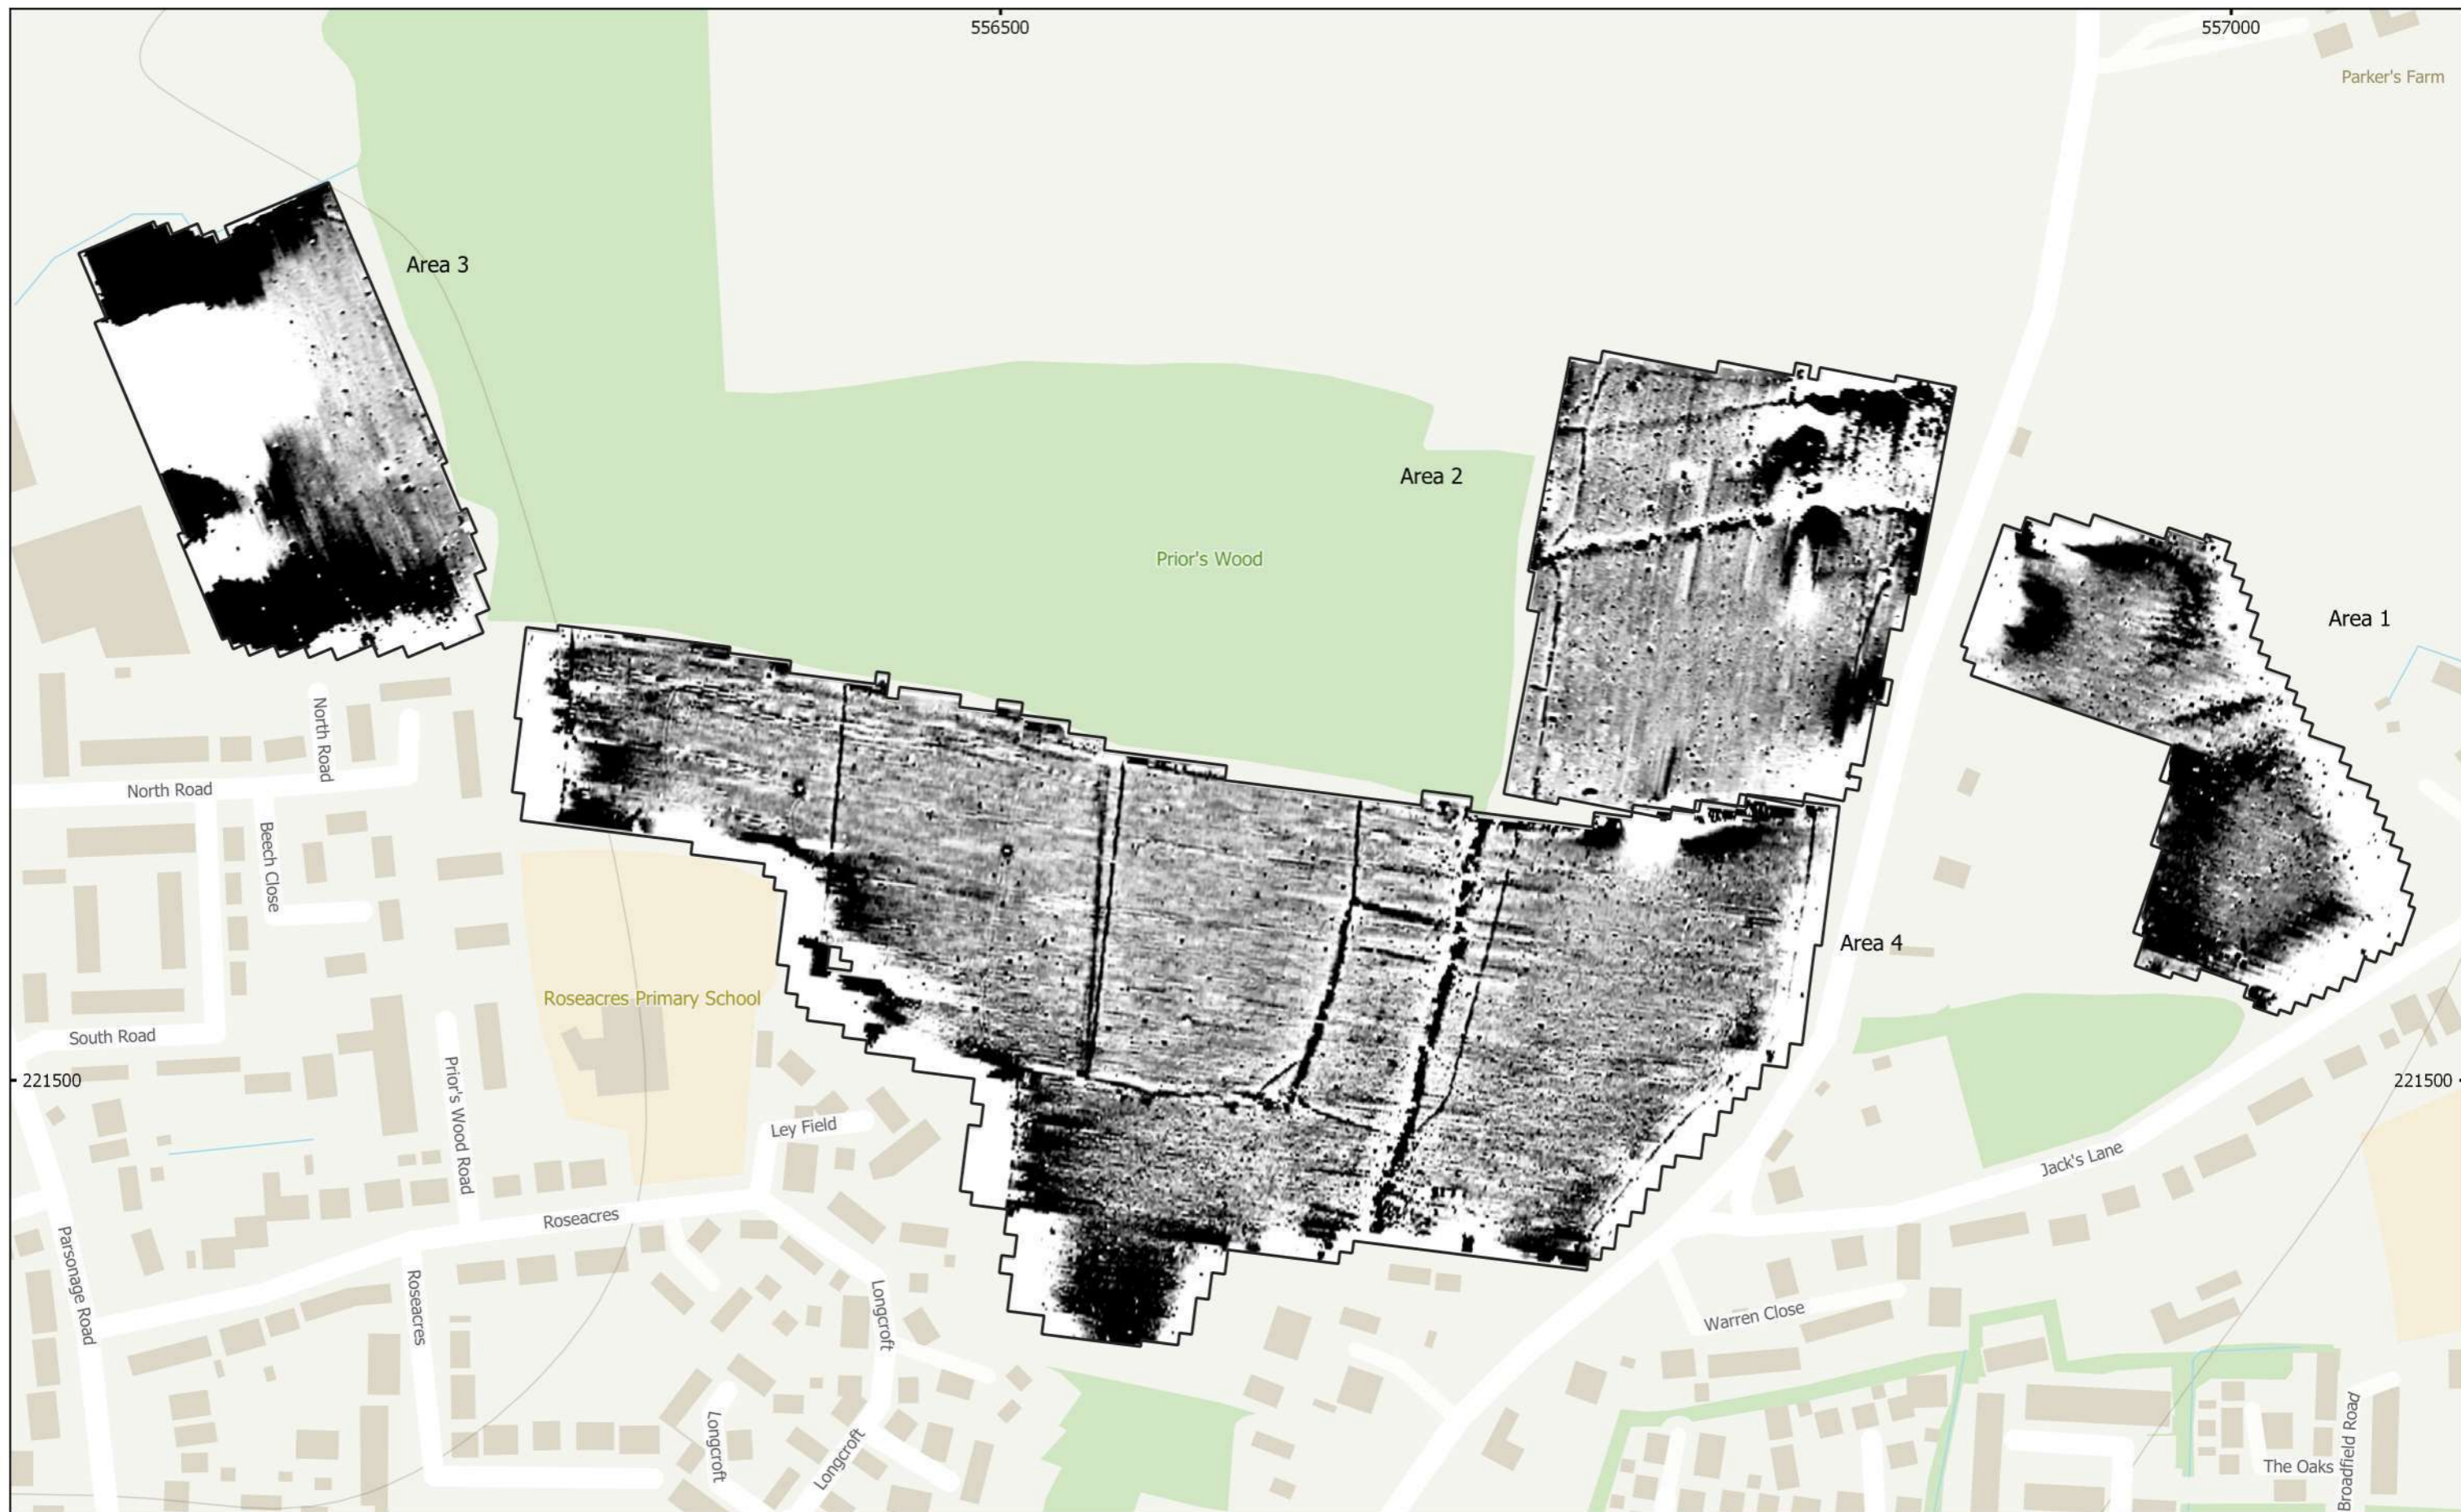 556500
557000
Parker's Farm
Area 3
Area 2
Prior's Wood
Area 1
North Road
North Road
Beech Close
Area 4
Roseacres Primary School
South Road
221500
221500
Prior's Wood Road
Ley Field
Jack's Lane
Roseacres
Parsonage Road
Roseacres
Longcroft
Warren Close
Longcroft
Longcroft
Broadfield Road
The Oaks